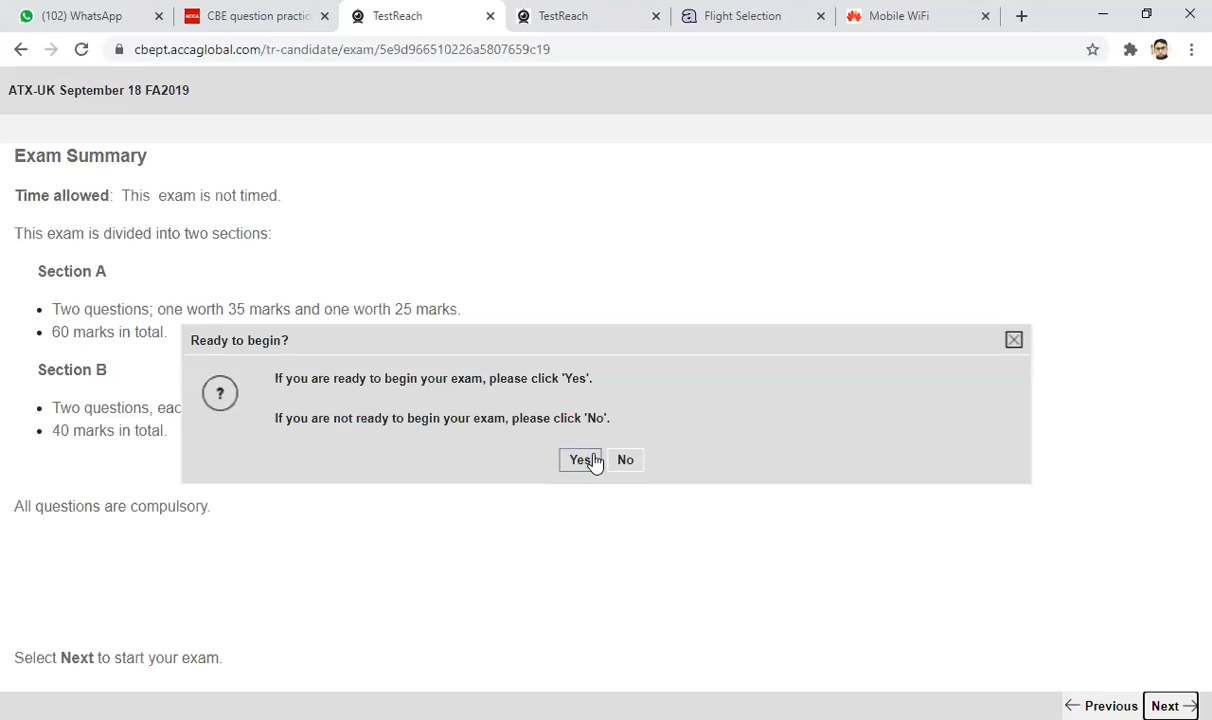 (102) WhatsApp
CBE question practic
TestReach
TestReach
Flight Selection
Mobile WiFi
cbept.accaglobal.com/tr-candidate/exam/5e9d966510226a5807659c19
ATX-UK September 18 FA2019
Exam Summary
Time allowed: This exam is not timed.
This exam is divided into two sections:
Section A
• Two questions; one worth 35 marks and one worth 25 marks.
• 60 marks in total.
Section B
• Two questions, eac
• 40 marks in total.
Ready to begin?
? If you are ready to begin your exam, please click 'Yes'.
If you are not ready to begin your exam, please click 'No'.
Yes No
All questions are compulsory.
Select Next to start your exam.
Previous Next